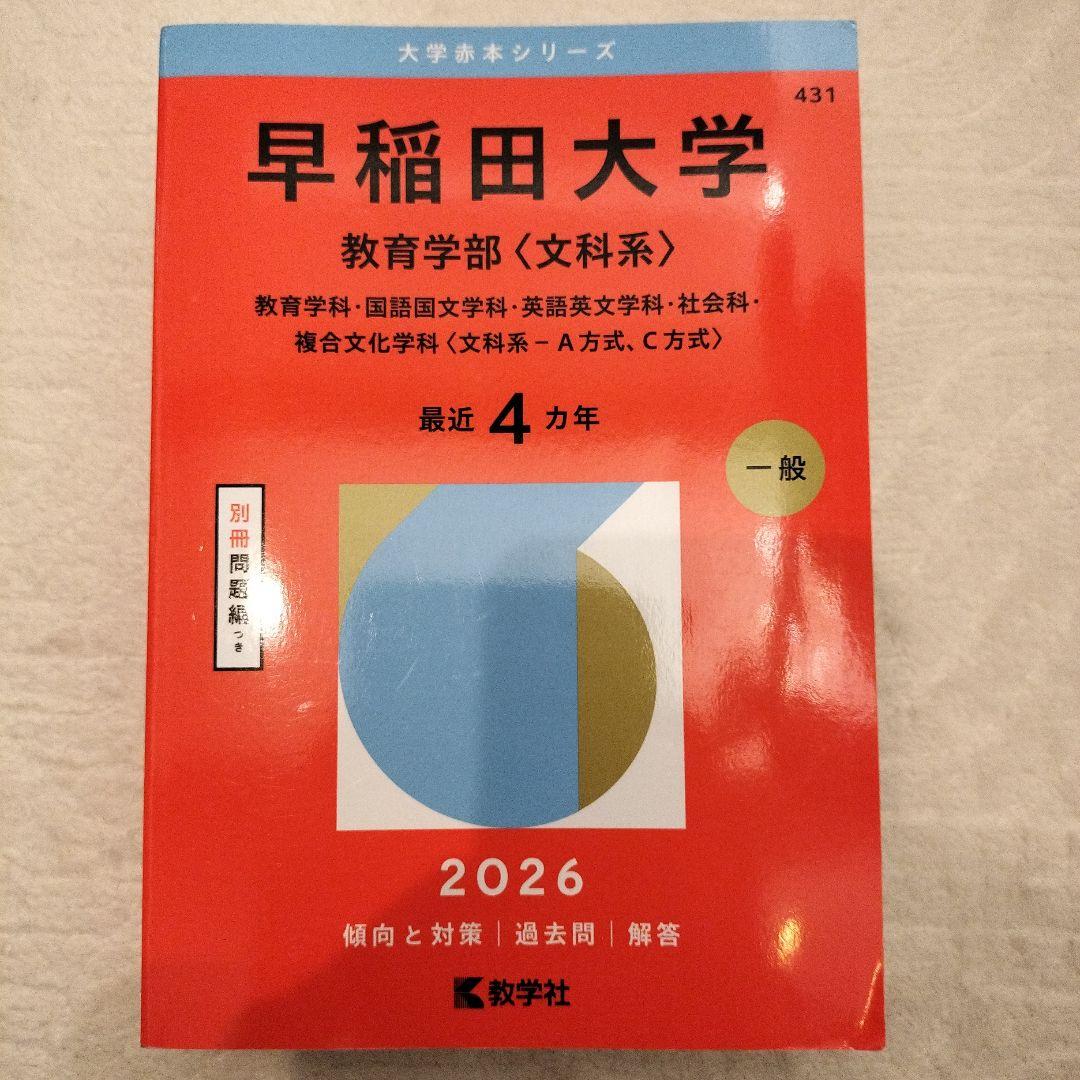 大学赤本シリーズ
431
早稲田大学
教育学部〈文科系〉
教育学科・国語国文学科・英語英文学科・社会科・
複合文化学科〈文科系－A方式、C方式〉
最近4カ年
一般
別冊問題編つき
2026
傾向と対策｜過去問｜解答
教学社